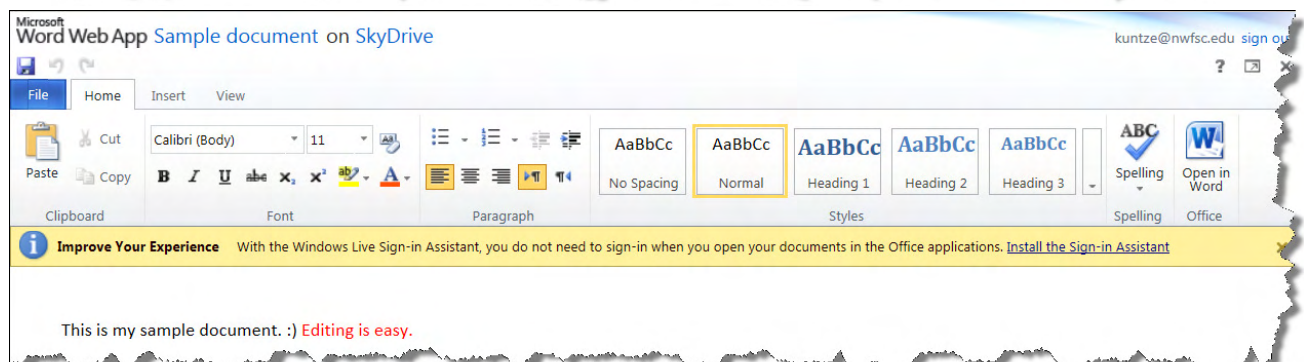 Microsoft
Word Web App Sample document on SkyDrive
kuntze@nwfsc.edu sign ou
?
File Home Insert View
Cut Calibri (Body) 11 AaBbCc AaBbCc AaBbCc AaBbCc AaBbCc ABC W
Paste Copy B I U abc x₂ x² ab A No Spacing Normal Heading 1 Heading 2 Heading 3 Spelling Open in
Word
Clipboard Font Paragraph Styles Spelling Office
i Improve Your Experience With the Windows Live Sign-in Assistant, you do not need to sign-in when you open your documents in the Office applications. Install the Sign-in Assistant
This is my sample document. :) Editing is easy.